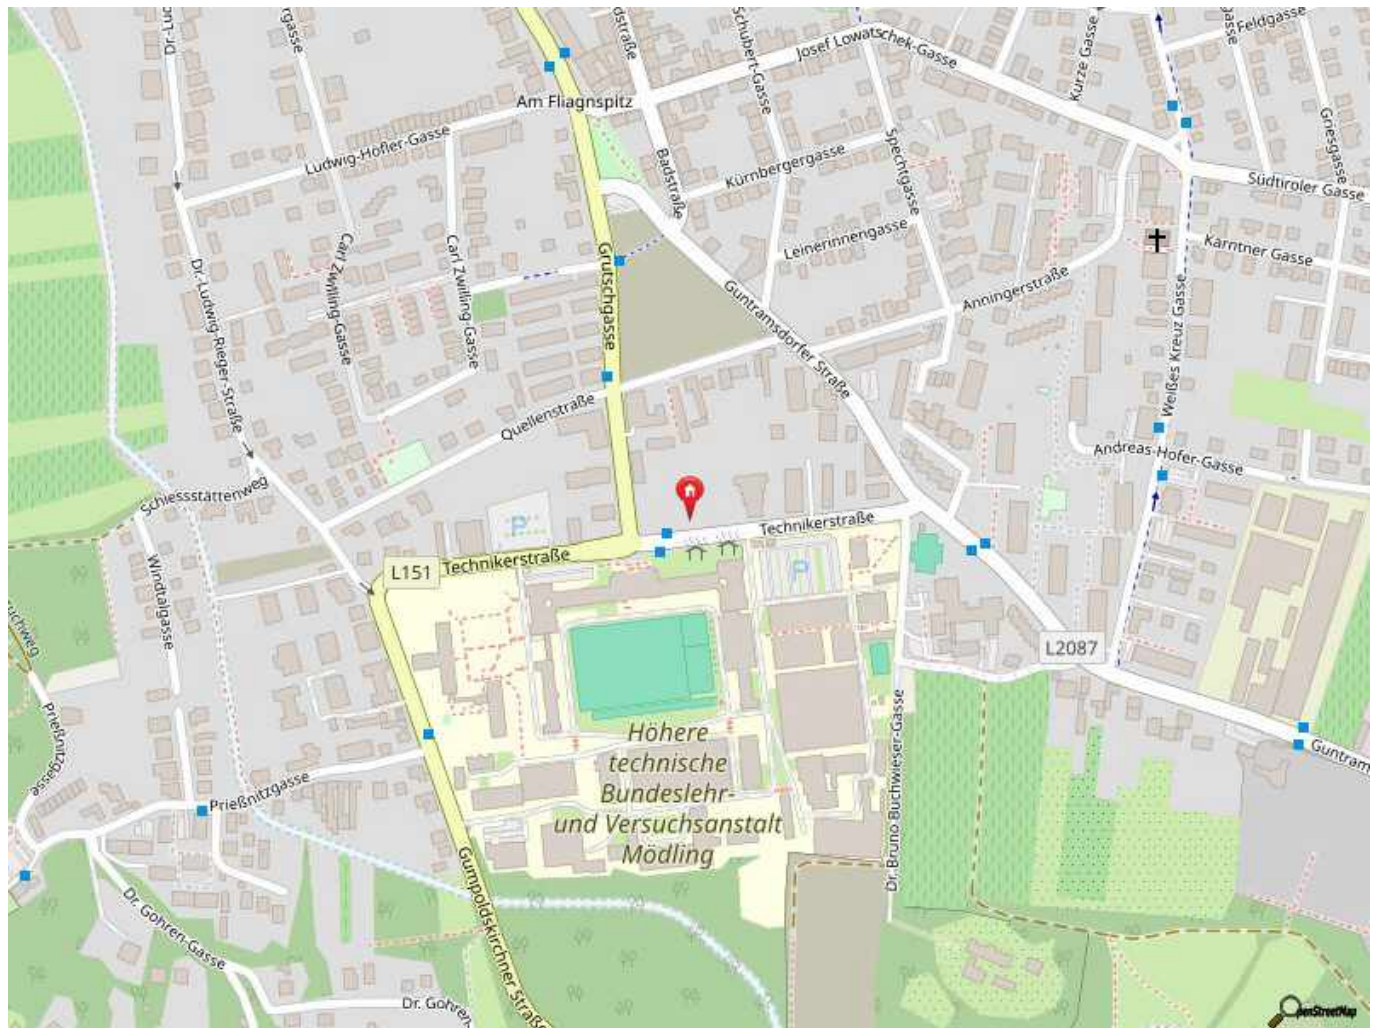 Feldgasse
Josef Lowatschek-Gasse
Schubert-Gasse
Kurze Gasse
Am Fliagnspitz
Griesgasse
Ludwig-Höfler-Gasse
Badstraße
Kürnbergergasse
Spechtgasse
Südtiroler Gasse
Leinerinnengasse
Kärntner Gasse
Carl Zwilling-Gasse
Carl Zwilling-Gasse
Grutschgasse
Dr.-Ludwig-Rieger-Straße
Guntramsdorfer Straße
Anningerstraße
Weißes Kreuz Gasse
Quellenstraße
Andreas-Hofer-Gasse
Schiessstättenweg
P
Technikerstraße
Technikerstraße
L151
P
Windtalgasse
L2087
Prießnitzgasse
Prießnitzgasse
Höhere
technische
Bundeslehr-
und Versuchsanstalt
Mödling
Dr. Bruno Buchwieser-Gasse
Guntram
Gumpoldskirchner Straße
Dr. Gohren-Gasse
Dr. Gohren
OpenStreetMap